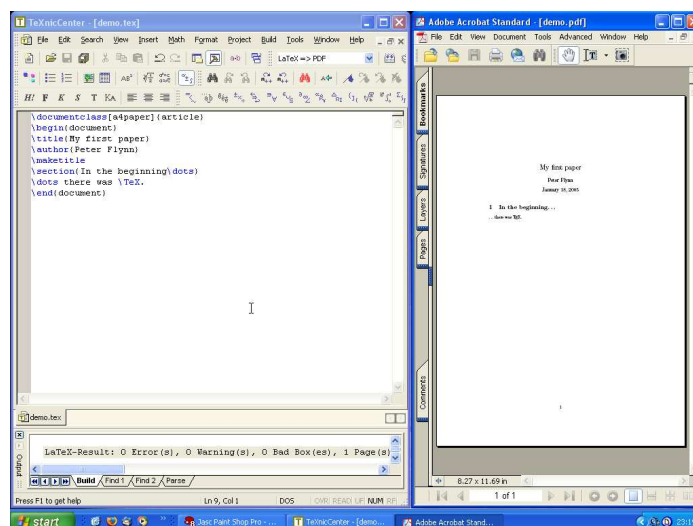 TeXnicCenter - [demo.tex]
File Edit Search View Insert Math Format Project Build Tools Window Help
LaTeX => PDF
H! F K S T KA
\documentclass[a4paper]{article}
\begin{document}
\title{My first paper}
\author{Peter Flynn}
\maketitle
\section{In the beginning\dots}
\dots there was \TeX.
\end{document}
demo.tex
Output
LaTeX-Result: 0 Error(s), 0 Warning(s), 0 Bad Box(es), 1 Page(s)
Build Find 1 Find 2 Parse
Press F1 to get help Ln 9, Col 1 DOS OVR READ NUM
Adobe Acrobat Standard - [demo.pdf]
File Edit View Document Tools Advanced Window Help
Bookmarks
Signatures
Layers
Pages
Comments
My first paper
Peter Flynn
January 18, 2005
1 In the beginning...
...there was TeX.
1
8.27 x 11.69 in
1 of 1
start
Jasc Paint Shop Pro - ...
TeXnicCenter - [demo...
Adobe Acrobat Stand...